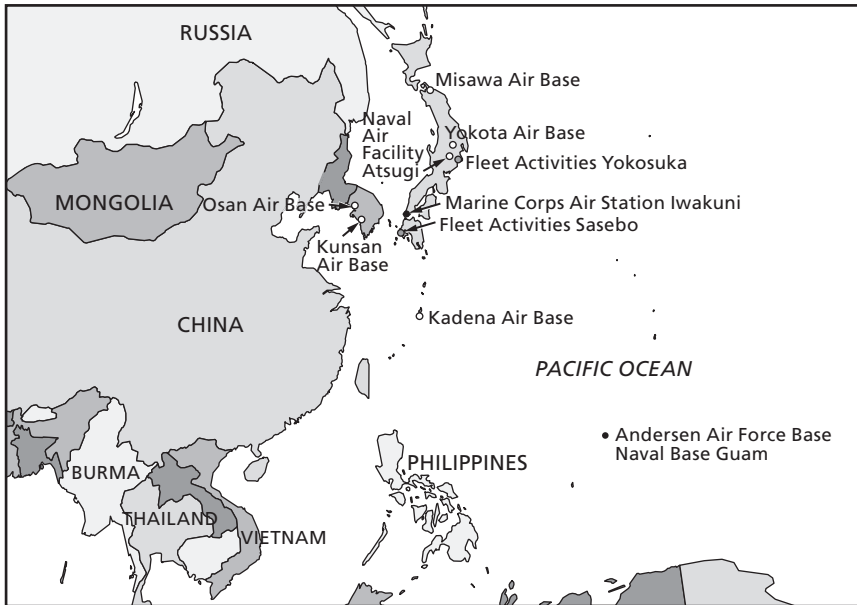 RUSSIA
Misawa Air Base
Naval
Air
Facility
Atsugi
Yokota Air Base
Fleet Activities Yokosuka
MONGOLIA
Osan Air Base
Marine Corps Air Station Iwakuni
Fleet Activities Sasebo
Kunsan
Air Base
CHINA
Kadena Air Base
PACIFIC OCEAN
Andersen Air Force Base
Naval Base Guam
PHILIPPINES
BURMA
THAILAND
VIETNAM